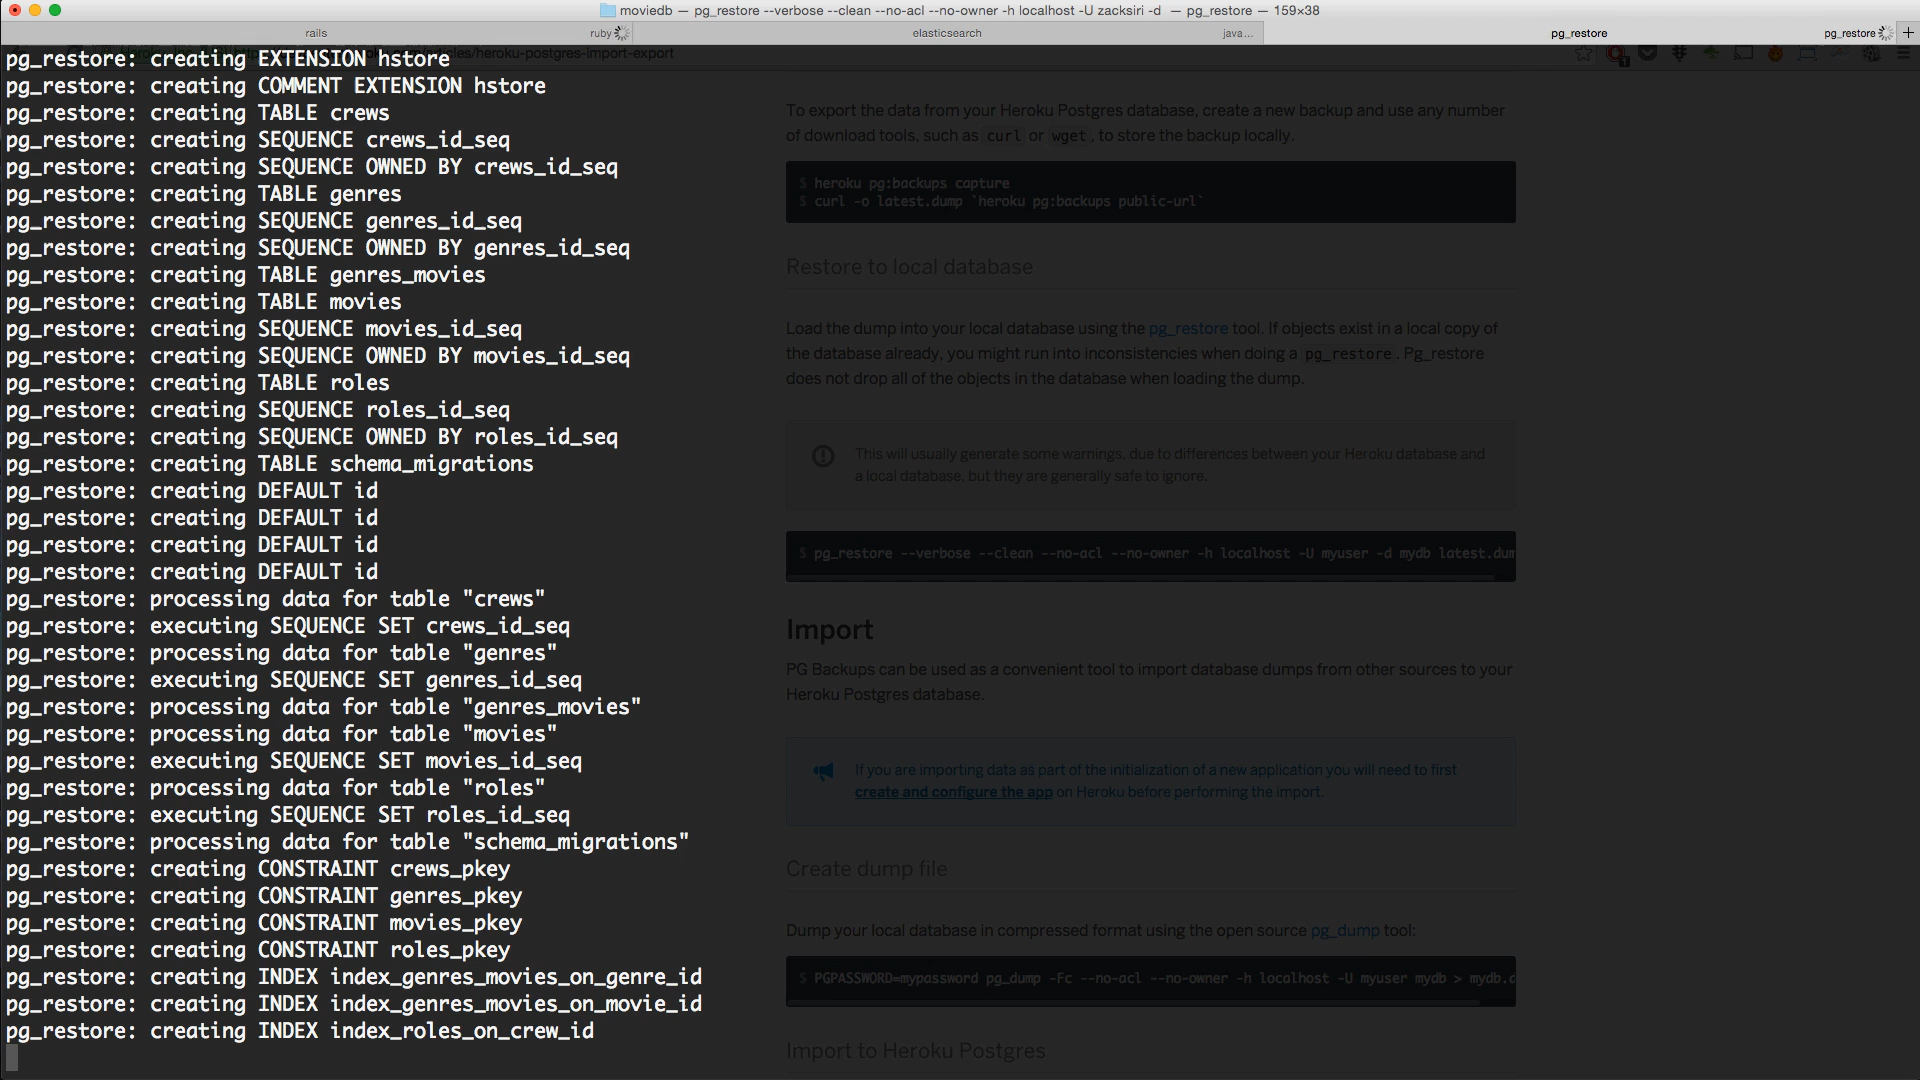 moviedb — pg_restore --verbose --clean --no-acl --no-owner -h localhost -U zacksiri -d — pg_restore — 159×38
rails
ruby
elasticsearch
java...
pg_restore
pg_restore
pg_restore: creating EXTENSION hstore
pg_restore: creating COMMENT EXTENSION hstore
pg_restore: creating TABLE crews
pg_restore: creating SEQUENCE crews_id_seq
pg_restore: creating SEQUENCE OWNED BY crews_id_seq
pg_restore: creating TABLE genres
pg_restore: creating SEQUENCE genres_id_seq
pg_restore: creating SEQUENCE OWNED BY genres_id_seq
pg_restore: creating TABLE genres_movies
pg_restore: creating TABLE movies
pg_restore: creating SEQUENCE movies_id_seq
pg_restore: creating SEQUENCE OWNED BY movies_id_seq
pg_restore: creating TABLE roles
pg_restore: creating SEQUENCE roles_id_seq
pg_restore: creating SEQUENCE OWNED BY roles_id_seq
pg_restore: creating TABLE schema_migrations
pg_restore: creating DEFAULT id
pg_restore: creating DEFAULT id
pg_restore: creating DEFAULT id
pg_restore: creating DEFAULT id
pg_restore: processing data for table "crews"
pg_restore: executing SEQUENCE SET crews_id_seq
pg_restore: processing data for table "genres"
pg_restore: executing SEQUENCE SET genres_id_seq
pg_restore: processing data for table "genres_movies"
pg_restore: processing data for table "movies"
pg_restore: executing SEQUENCE SET movies_id_seq
pg_restore: processing data for table "roles"
pg_restore: executing SEQUENCE SET roles_id_seq
pg_restore: processing data for table "schema_migrations"
pg_restore: creating CONSTRAINT crews_pkey
pg_restore: creating CONSTRAINT genres_pkey
pg_restore: creating CONSTRAINT movies_pkey
pg_restore: creating CONSTRAINT roles_pkey
pg_restore: creating INDEX index_genres_movies_on_genre_id
pg_restore: creating INDEX index_genres_movies_on_movie_id
pg_restore: creating INDEX index_roles_on_crew_id
/articles/heroku-postgres-import-export
To export the data from your Heroku Postgres database, create a new backup and use any number
of download tools, such as curl or wget, to store the backup locally.
$ heroku pg:backups capture
$ curl -o latest.dump `heroku pg:backups public-url`
Restore to local database
Load the dump into your local database using the pg_restore tool. If objects exist in a local copy of
the database already, you might run into inconsistencies when doing a pg_restore. Pg_restore
does not drop all of the objects in the database when loading the dump.
This will usually generate some warnings, due to differences between your Heroku database and
a local database, but they are generally safe to ignore.
$ pg_restore --verbose --clean --no-acl --no-owner -h localhost -U myuser -d mydb latest.dum
Import
PG Backups can be used as a convenient tool to import database dumps from other sources to your
Heroku Postgres database.
If you are importing data as part of the initialization of a new application you will need to first
create and configure the app on Heroku before performing the import.
Create dump file
Dump your local database in compressed format using the open source pg_dump tool:
$ PGPASSWORD=mypassword pg_dump -Fc --no-acl --no-owner -h localhost -U myuser mydb > mydb.d
Import to Heroku Postgres